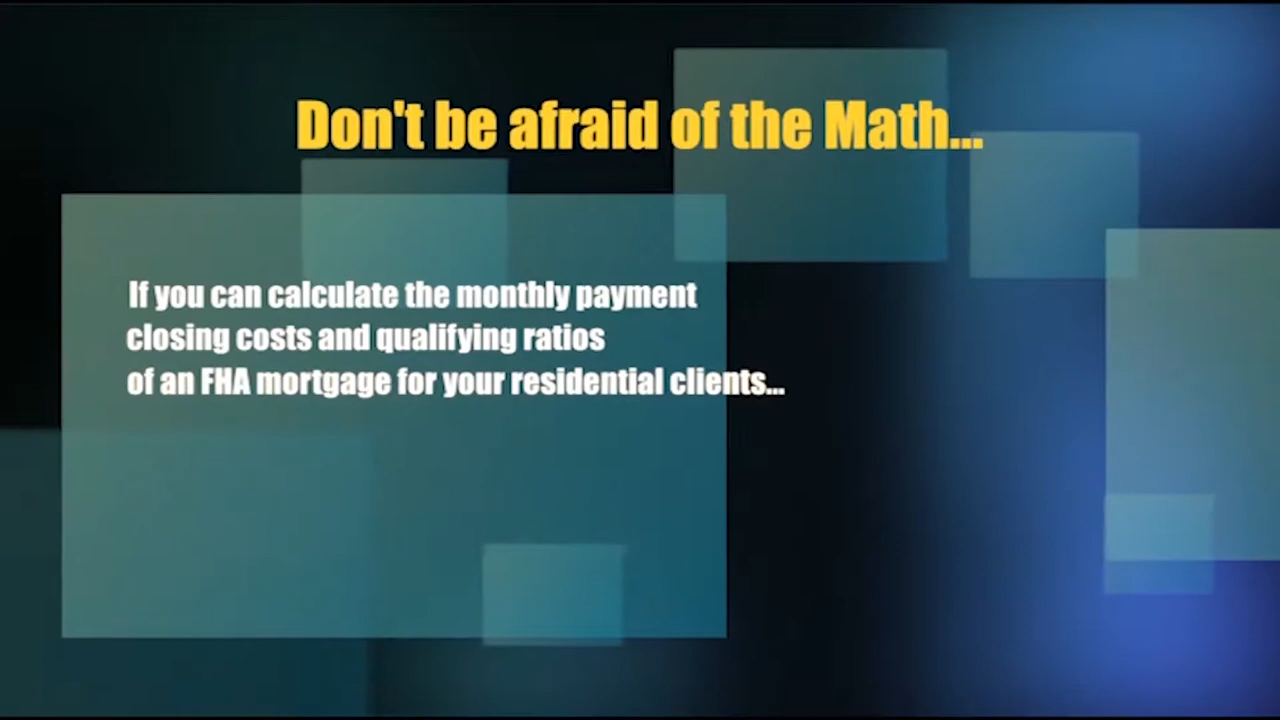 Don't be afraid of the Math...
If you can calculate the monthly payment
closing costs and qualifying ratios
of an FHA mortgage for your residential clients...